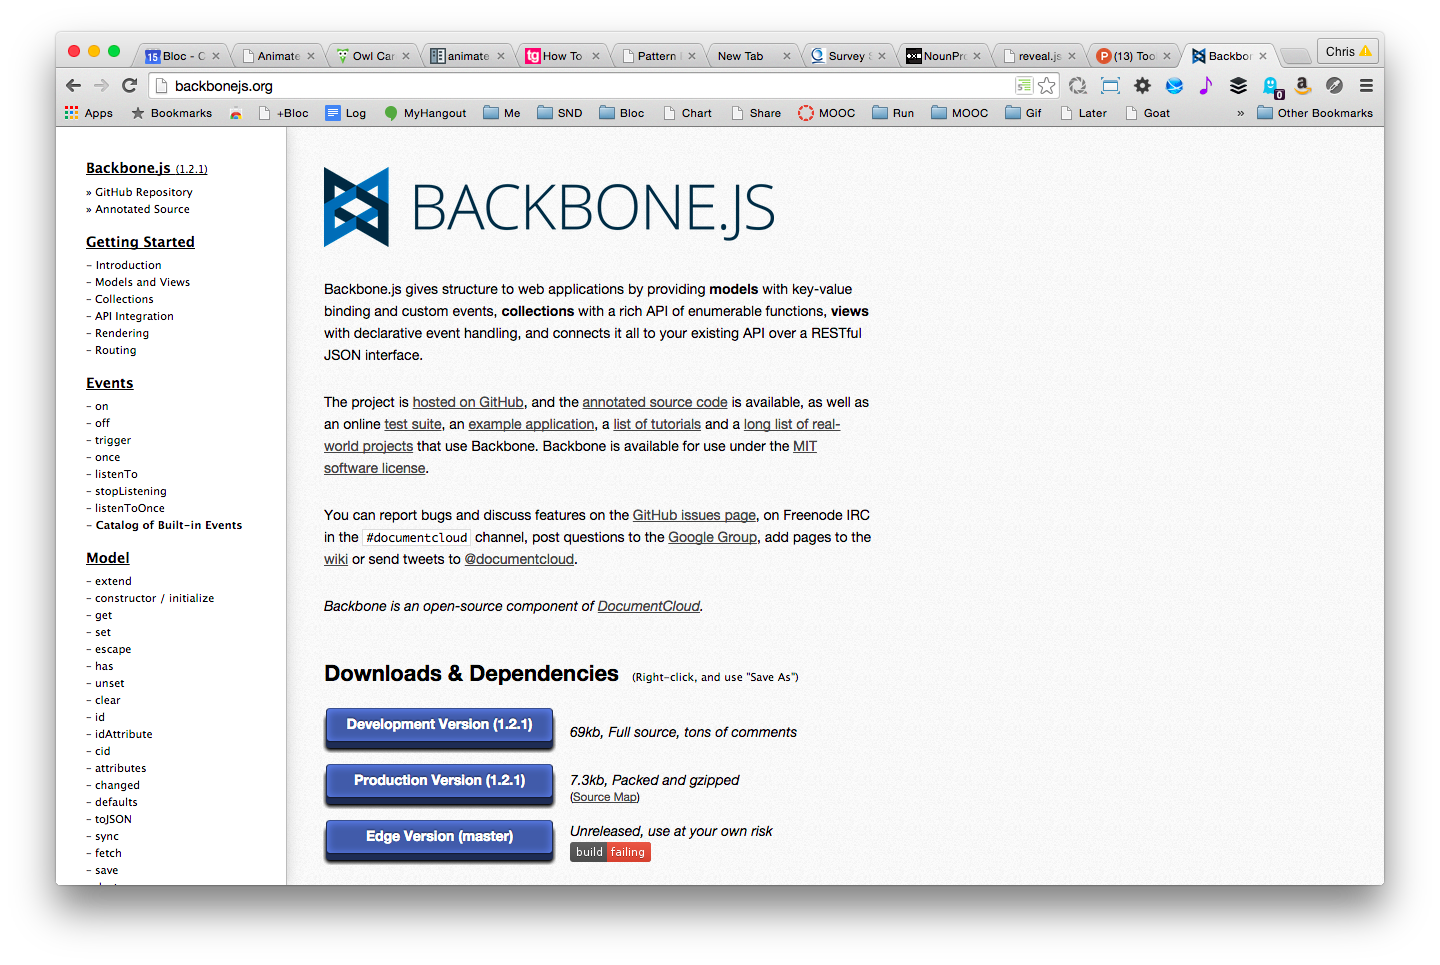 Bloc - C
Animate
Owl Car
animate
How To
Pattern
New Tab
Survey
NounPro
reveal.js
(13) Too
Backbon
Chris
backbonejs.org
0
Apps
Bookmarks
+Bloc
Log
MyHangout
Me
SND
Bloc
Chart
Share
MOOC
Run
MOOC
Gif
Later
Goat
»
Other Bookmarks
Backbone.js (1.2.1)
» GitHub Repository
» Annotated Source
Getting Started
– Introduction
– Models and Views
– Collections
– API Integration
– Rendering
– Routing
Events
– on
– off
– trigger
– once
– listenTo
– stopListening
– listenToOnce
– Catalog of Built-in Events
Model
– extend
– constructor / initialize
– get
– set
– escape
– has
– unset
– clear
– id
– idAttribute
– cid
– attributes
– changed
– defaults
– toJSON
– sync
– fetch
– save
BACKBONE.JS
Backbone.js gives structure to web applications by providing models with key-value
binding and custom events, collections with a rich API of enumerable functions, views
with declarative event handling, and connects it all to your existing API over a RESTful
JSON interface.
The project is hosted on GitHub, and the annotated source code is available, as well as
an online test suite, an example application, a list of tutorials and a long list of real-
world projects that use Backbone. Backbone is available for use under the MIT
software license.
You can report bugs and discuss features on the GitHub issues page, on Freenode IRC
in the #documentcloud channel, post questions to the Google Group, add pages to the
wiki or send tweets to @documentcloud.
Backbone is an open-source component of DocumentCloud.
Downloads & Dependencies (Right-click, and use "Save As")
Development Version (1.2.1)
69kb, Full source, tons of comments
Production Version (1.2.1)
7.3kb, Packed and gzipped
(Source Map)
Edge Version (master)
Unreleased, use at your own risk
build failing